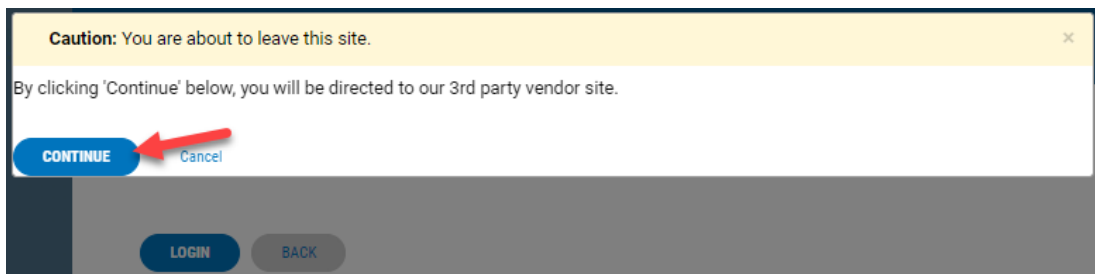 Caution: You are about to leave this site. ×
By clicking 'Continue' below, you will be directed to our 3rd party vendor site.
CONTINUE Cancel
LOGIN BACK